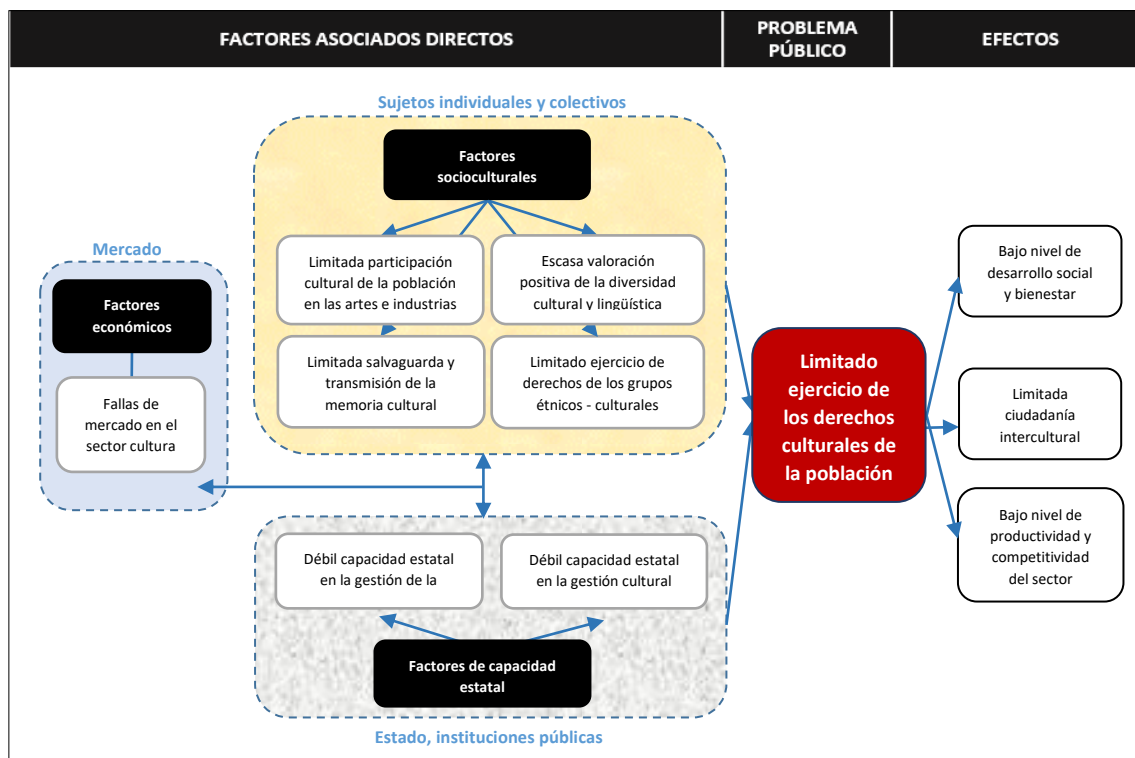 FACTORES ASOCIADOS DIRECTOS
PROBLEMA
PÚBLICO
EFECTOS
Sujetos individuales y colectivos
Factores
socioculturales
Limitada participación
cultural de la población
en las artes e industrias
Escasa valoración
positiva de la diversidad
cultural y lingüística
Limitada salvaguarda y
transmisión de la
memoria cultural
Limitado ejercicio de
derechos de los grupos
étnicos - culturales
Mercado
Factores
económicos
Fallas de
mercado en el
sector cultura
Débil capacidad estatal
en la gestión de la
Débil capacidad estatal
en la gestión cultural
Factores de capacidad
estatal
Estado, instituciones públicas
Limitado
ejercicio de
los derechos
culturales de
la población
Bajo nivel de
desarrollo social
y bienestar
Limitada
ciudadanía
intercultural
Bajo nivel de
productividad y
competitividad
del sector